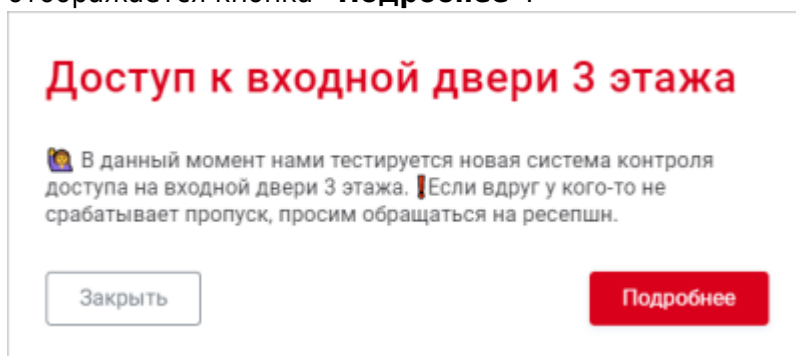 отображается кнопка "Подробнее".
Доступ к входной двери 3 этажа
🙋 В данный момент нами тестируется новая система контроля
доступа на входной двери 3 этажа. ❗Если вдруг у кого-то не
срабатывает пропуск, просим обращаться на ресепшн.
Закрыть
Подробнее